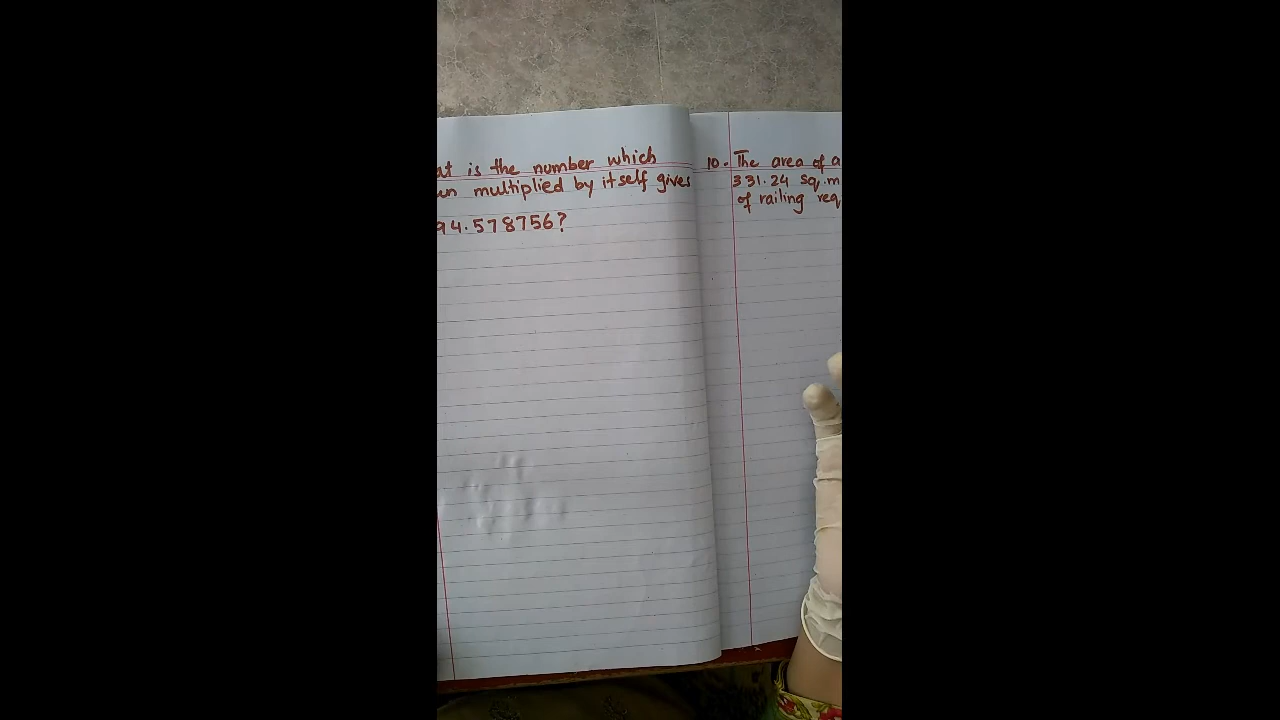 at is the number which
en multiplied by itself gives
94.578756?
10. The area of a
331.24 sq.m
of railing req